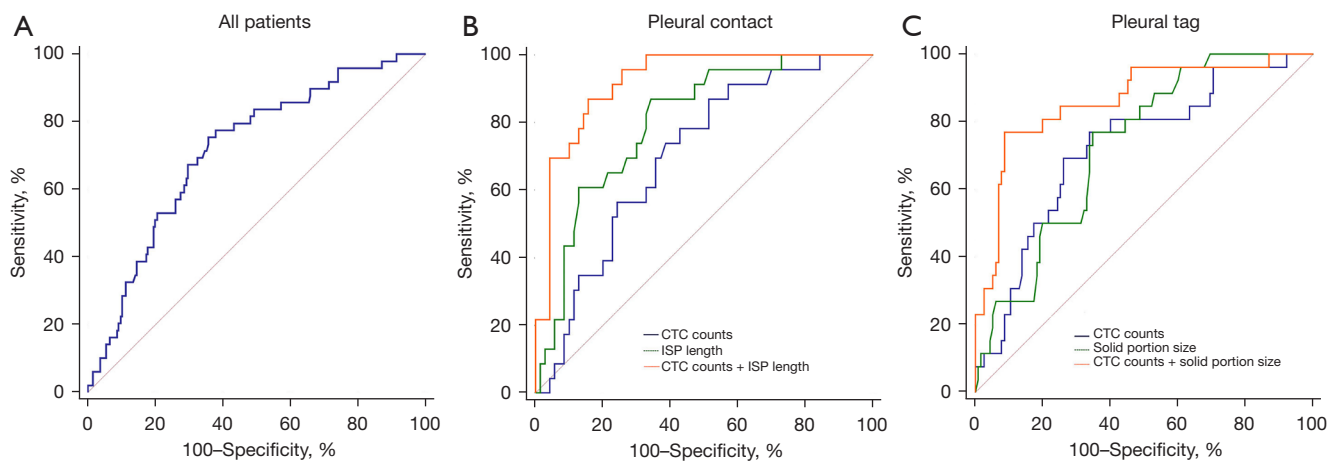 A
All patients
100
80
60
40
20
0
Sensitivity, %
0 20 40 60 80 100
100–Specificity, %
B
Pleural contact
100
80
60
40
20
0
Sensitivity, %
CTC counts
ISP length
CTC counts + ISP length
0 20 40 60 80 100
100–Specificity, %
C
Pleural tag
100
80
60
40
20
0
Sensitivity, %
CTC counts
Solid portion size
CTC counts + solid portion size
0 20 40 60 80 100
100–Specificity, %